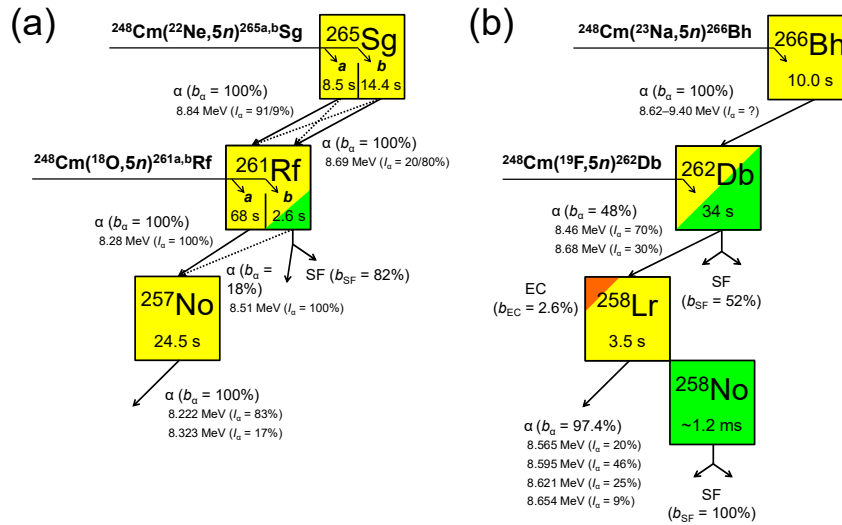 (a)
²⁴⁸Cm(²²Ne,5n)²⁶⁵ᵃ,ᵇSg
²⁶⁵Sg
a b
8.5 s 14.4 s
α (bα = 100%)
8.84 MeV (Iα = 91/9%)
α (bα = 100%)
8.69 MeV (Iα = 20/80%)
²⁴⁸Cm(¹⁸O,5n)²⁶¹ᵃ,ᵇRf
²⁶¹Rf
a b
68 s 2.6 s
α (bα = 100%)
8.28 MeV (Iα = 100%)
SF (bSF = 82%)
α (bα =
18%)
8.51 MeV (Iα = 100%)
²⁵⁷No
24.5 s
α (bα = 100%)
8.222 MeV (Iα = 83%)
8.323 MeV (Iα = 17%)
(b)
²⁴⁸Cm(²³Na,5n)²⁶⁶Bh
²⁶⁶Bh
10.0 s
α (bα = 100%)
8.62–9.40 MeV (Iα = ?)
²⁴⁸Cm(¹⁹F,5n)²⁶²Db
²⁶²Db
34 s
α (bα = 48%)
8.46 MeV (Iα = 70%)
8.68 MeV (Iα = 30%)
SF
(bSF = 52%)
EC
(bEC = 2.6%)
²⁵⁸Lr
3.5 s
²⁵⁸No
~1.2 ms
α (bα = 97.4%)
8.565 MeV (Iα = 20%)
8.595 MeV (Iα = 46%)
8.621 MeV (Iα = 25%)
8.654 MeV (Iα = 9%)
SF
(bSF = 100%)